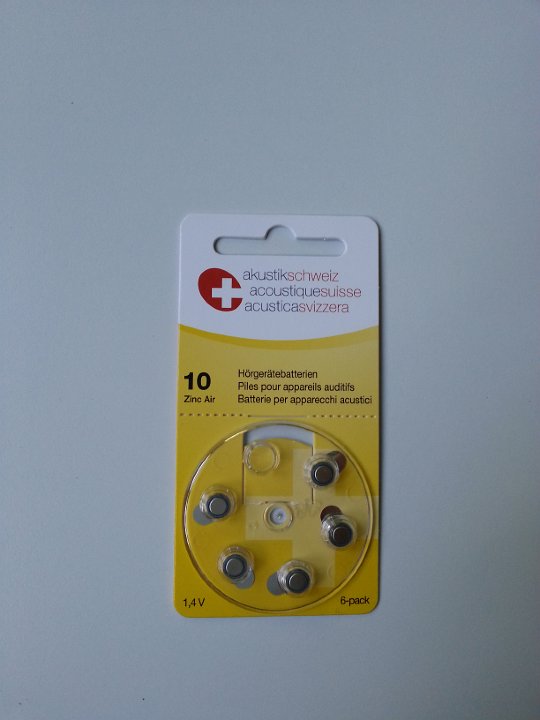 akustikschweiz
acoustiquesuisse
acusticasvizzera
10
Zinc Air
Hörgerätebatterien
Piles pour appareils auditifs
Batterie per apparecchi acustici
1,4 V
6-pack